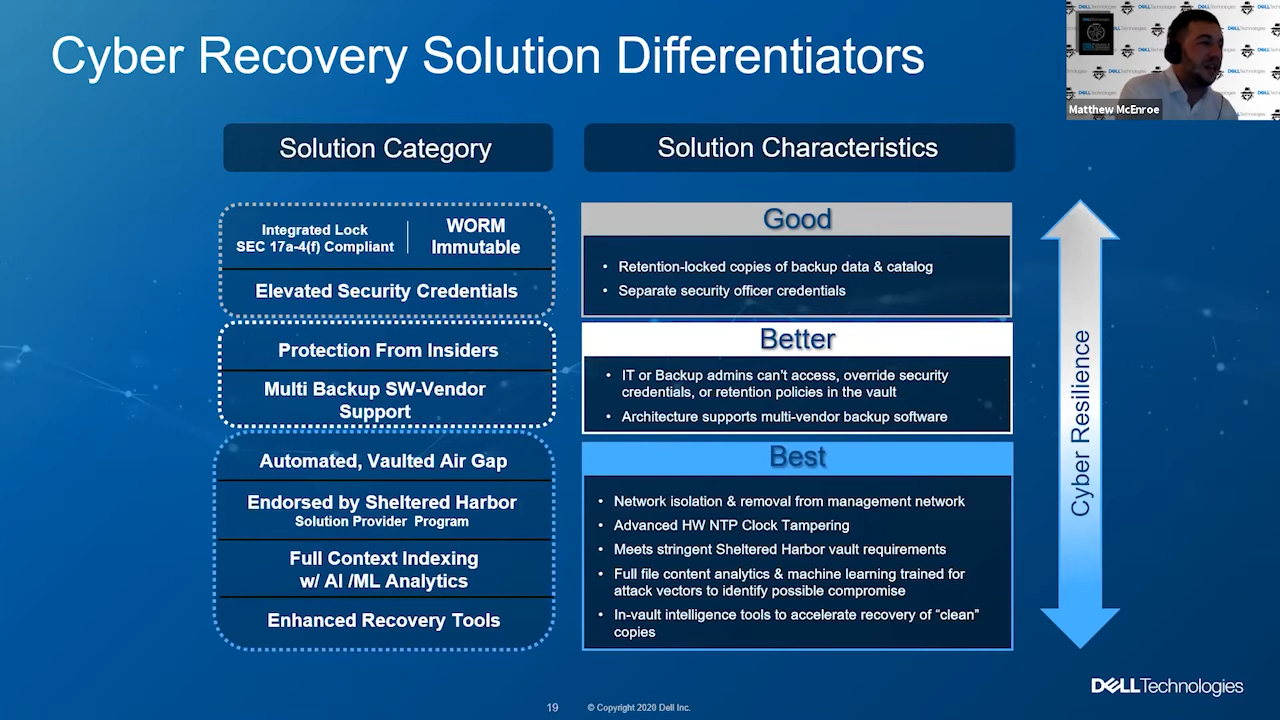 Cyber Recovery Solution Differentiators
Matthew McEnroe
Solution Category
Solution Characteristics
Integrated Lock
SEC 17a-4(f) Compliant
WORM
Immutable
Elevated Security Credentials
Good
• Retention-locked copies of backup data & catalog
• Separate security officer credentials
Protection From Insiders
Multi Backup SW-Vendor
Support
Better
• IT or Backup admins can't access, override security
credentials, or retention policies in the vault
• Architecture supports multi-vendor backup software
Automated, Vaulted Air Gap
Endorsed by Sheltered Harbor
Solution Provider Program
Full Context Indexing
w/ AI /ML Analytics
Enhanced Recovery Tools
Best
• Network isolation & removal from management network
• Advanced HW NTP Clock Tampering
• Meets stringent Sheltered Harbor vault requirements
• Full file content analytics & machine learning trained for
attack vectors to identify possible compromise
• In-vault intelligence tools to accelerate recovery of “clean”
copies
Cyber Resilience
DELLTechnologies
19
© Copyright 2020 Dell Inc.